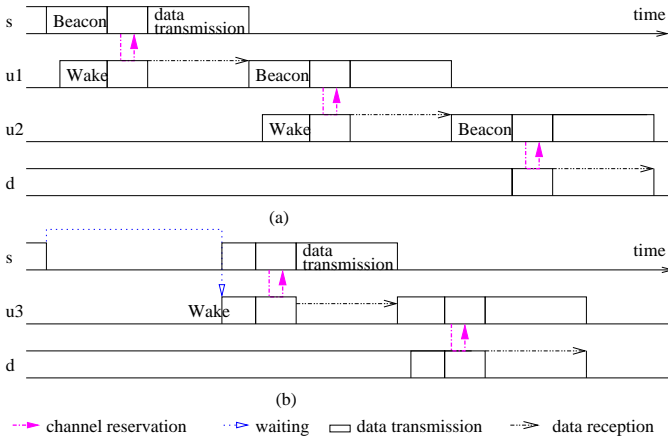 s
Beacon
data
transmission
time
u1
Wake
Beacon
u2
Wake
Beacon
d
(a)
s
data
transmission
time
u3
Wake
d
(b)
channel reservation
waiting
data transmission
data reception